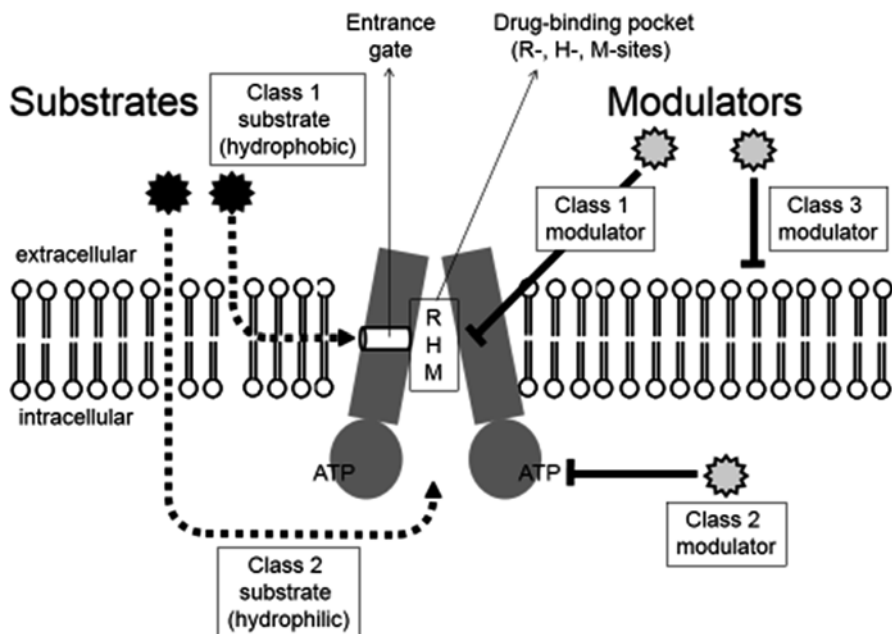 Entrance
gate
Drug-binding pocket
(R-, H-, M-sites)
Substrates
Class 1
substrate
(hydrophobic)
Modulators
Class 1
modulator
Class 3
modulator
extracellular
R
H
M
intracellular
ATP
ATP
Class 2
modulator
Class 2
substrate
(hydrophilic)